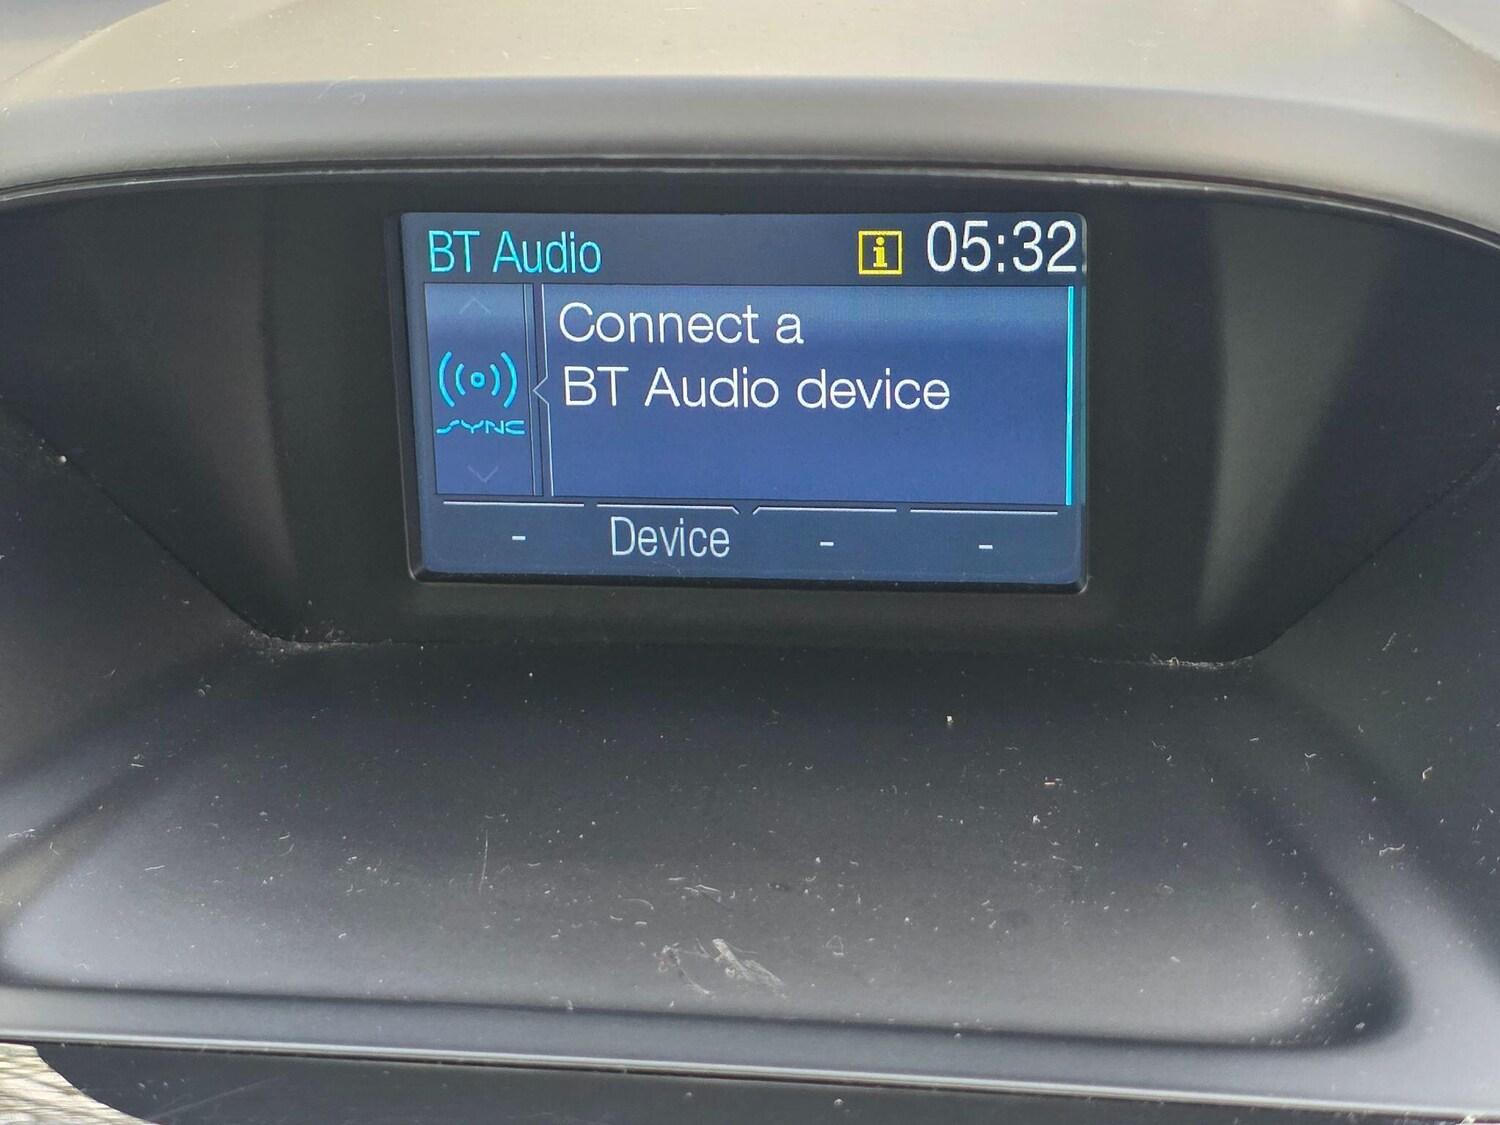 BT Audio i 05:32
Connect a
BT Audio device
SYNC
- Device - -